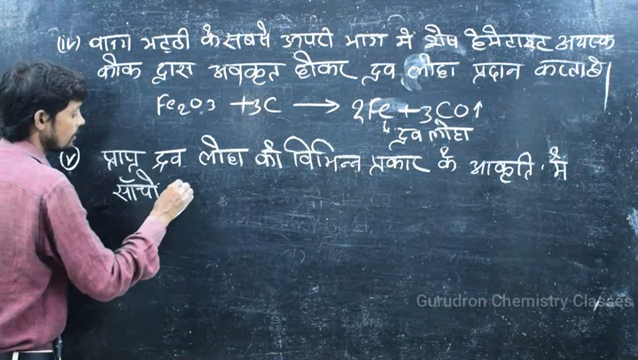 (iv) वात्या भट्ठी के सबसे ऊपरी भाग में शेष हेमेटाइट अयस्क
कोक द्वारा अवकृत होकर द्रव लोहा प्रदान करता है।
Fe2O3 + 3C → 2Fe + 3CO↑
↳ द्रव लोहा
(v) प्राप्त द्रव लोहा को विभिन्न प्रकार के आकृति में
साँचो
Gurudron Chemistry Classes